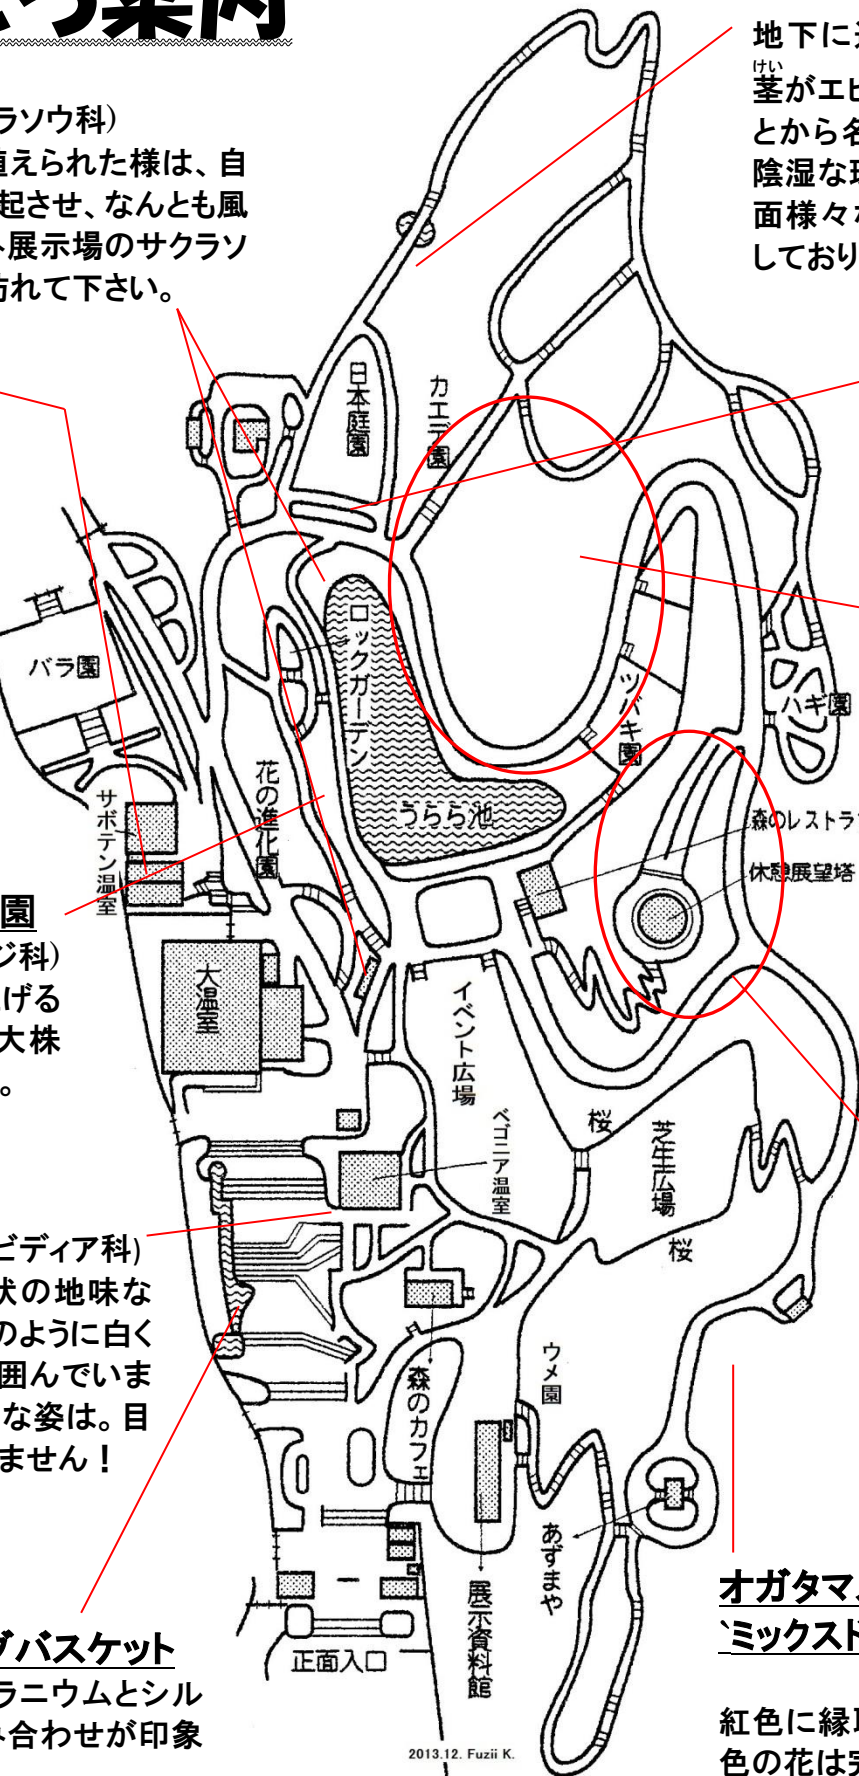 案内
ラソウ科)
植えられた様は、自
起させ、なんとも風
展示場のサクラソ
訪れて下さい。
地下に
けい
茎がエビ
とから名
陰湿な
面様々な
しており
日本庭園
カエデ園
ロックガーデン
バラ園
ツバキ園
ハギ園
花の進化園
サボテン温室
うらら池
森のレストラ
休憩展望塔
園
ジ科)
げる
大株
。
大温室
イベント広場
ベゴニア温室
桜
芝生広場
桜
ビディア科)
状の地味な
のように白く
囲んでいま
な姿は。目
ません！
森のカフェ
ウメ園
あずまや
展示資料館
正面入口
グバスケット
ラニウムとシル
み合わせが印象
オガタマ
`ミックスド
紅色に縁
色の花は
2013.12. Fuzii K.